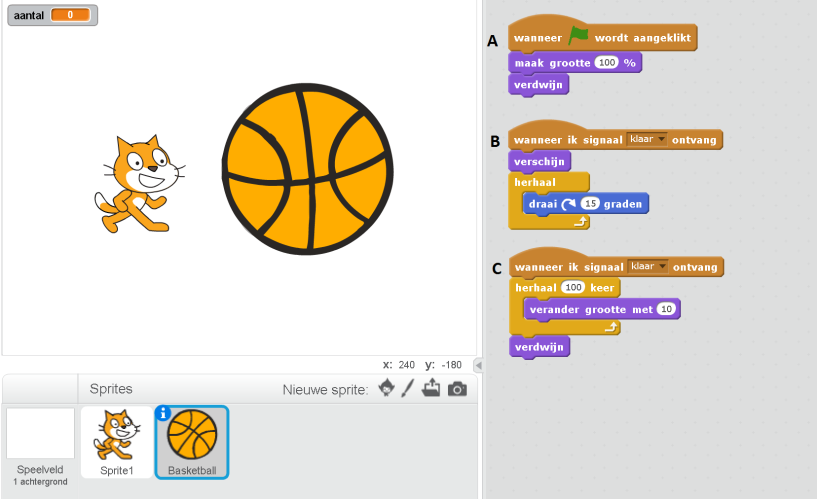 aantal 0
A
wanneer wordt aangeklikt
maak grootte 100 %
verdwijn
B
wanneer ik signaal klaar ontvang
verschijn
herhaal
draai 15 graden
C
wanneer ik signaal klaar ontvang
herhaal 100 keer
verander grootte met 10
verdwijn
x: 240 y: -180
Sprites Nieuwe sprite:
Speelveld
1 achtergrond
Sprite1
i
Basketball